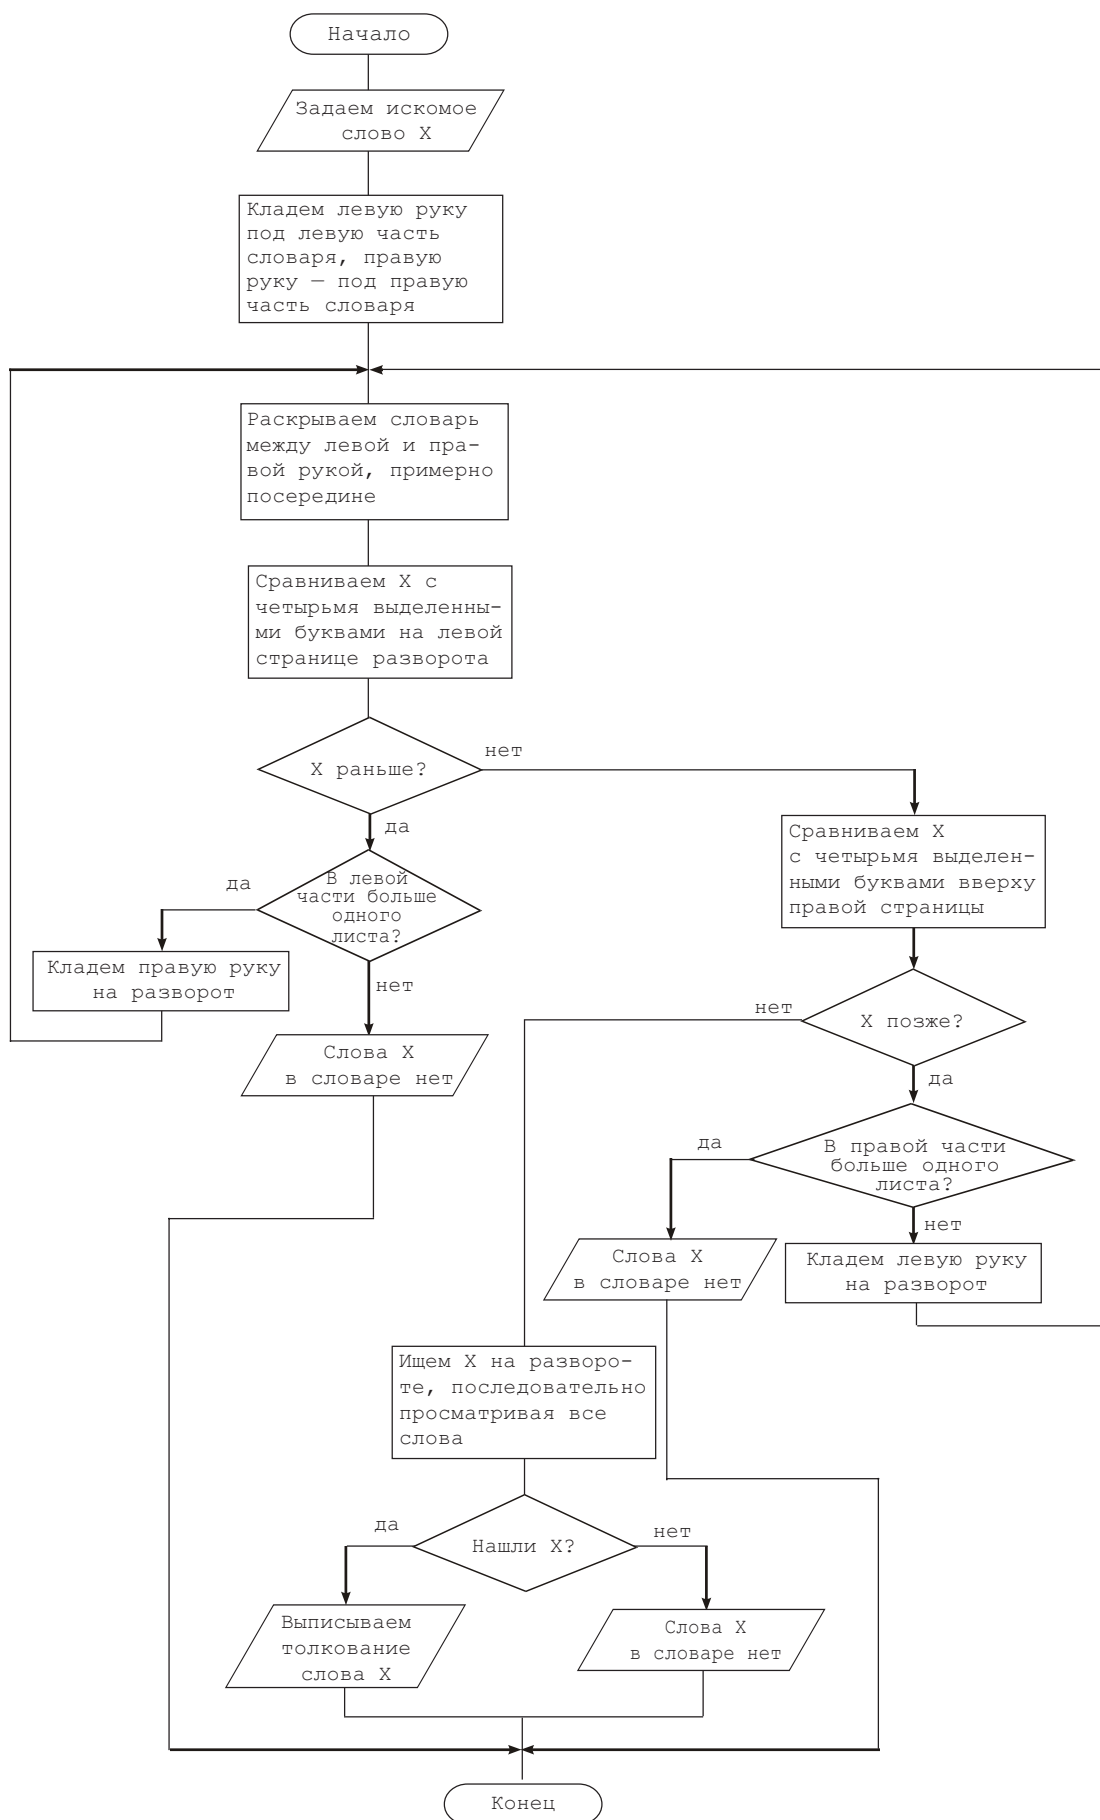 Начало
Задаем искомое
слово X
Кладем левую руку
под левую часть
словаря, правую
руку — под правую
часть словаря
Раскрываем словарь
между левой и пра-
вой рукой, примерно
посередине
Сравниваем X с
четырьмя выделенны-
ми буквами на левой
странице разворота
X раньше?
нет
да
В левой
части больше
одного
листа?
да
Кладем правую руку
на разворот
нет
Слова X
в словаре нет
Сравниваем X
с четырьмя выделен-
ными буквами вверху
правой страницы
X позже?
нет
да
В правой части
больше одного
листа?
да
Слова X
в словаре нет
нет
Кладем левую руку
на разворот
Ищем X на разворо-
те, последовательно
просматривая все
слова
Нашли X?
да
нет
Выписываем
толкование
слова X
Слова X
в словаре нет
Конец